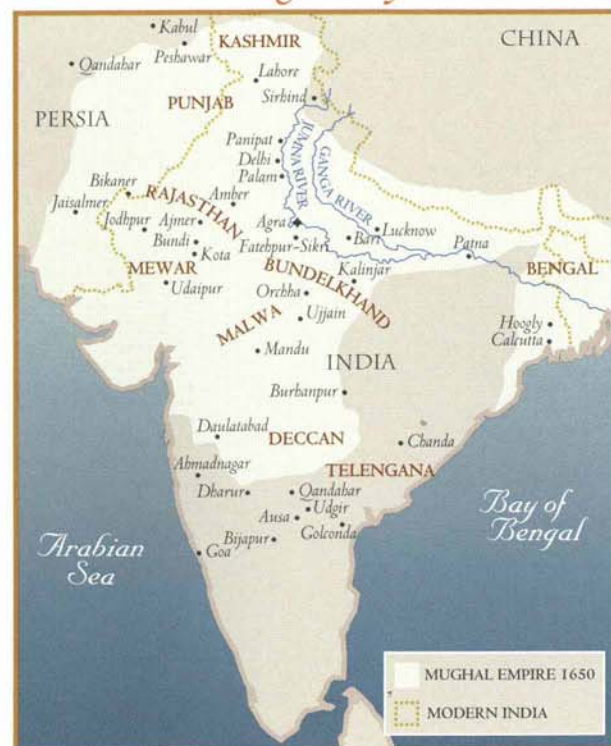 Kabul
KASHMIR
CHINA
Peshawar
Qandahar
Lahore
PUNJAB
Sirhind
PERSIA
Panipat
JUMNA RIVER
GANGA RIVER
Delhi
Palam
Bikaner
RAJASTHAN
Amber
Jaisalmer
Jodhpur
Ajmer
Agra
Lucknow
Bundi
Fatehpur-Sikri
Bari
Patna
Kota
MEWAR
BUNDELKHAND
Kalinjar
BENGAL
Udaipur
Orchha
MALWA
Ujjain
Hoogly
Calcutta
Mandu
INDIA
Burhanpur
Daulatabad
DECCAN
Chanda
Ahmadnagar
TELENGANA
Dharur
Qandahar
Udgir
Ausa
Golconda
Bijapur
Goa
Arabian
Sea
Bay of
Bengal
MUGHAL EMPIRE 1650
MODERN INDIA